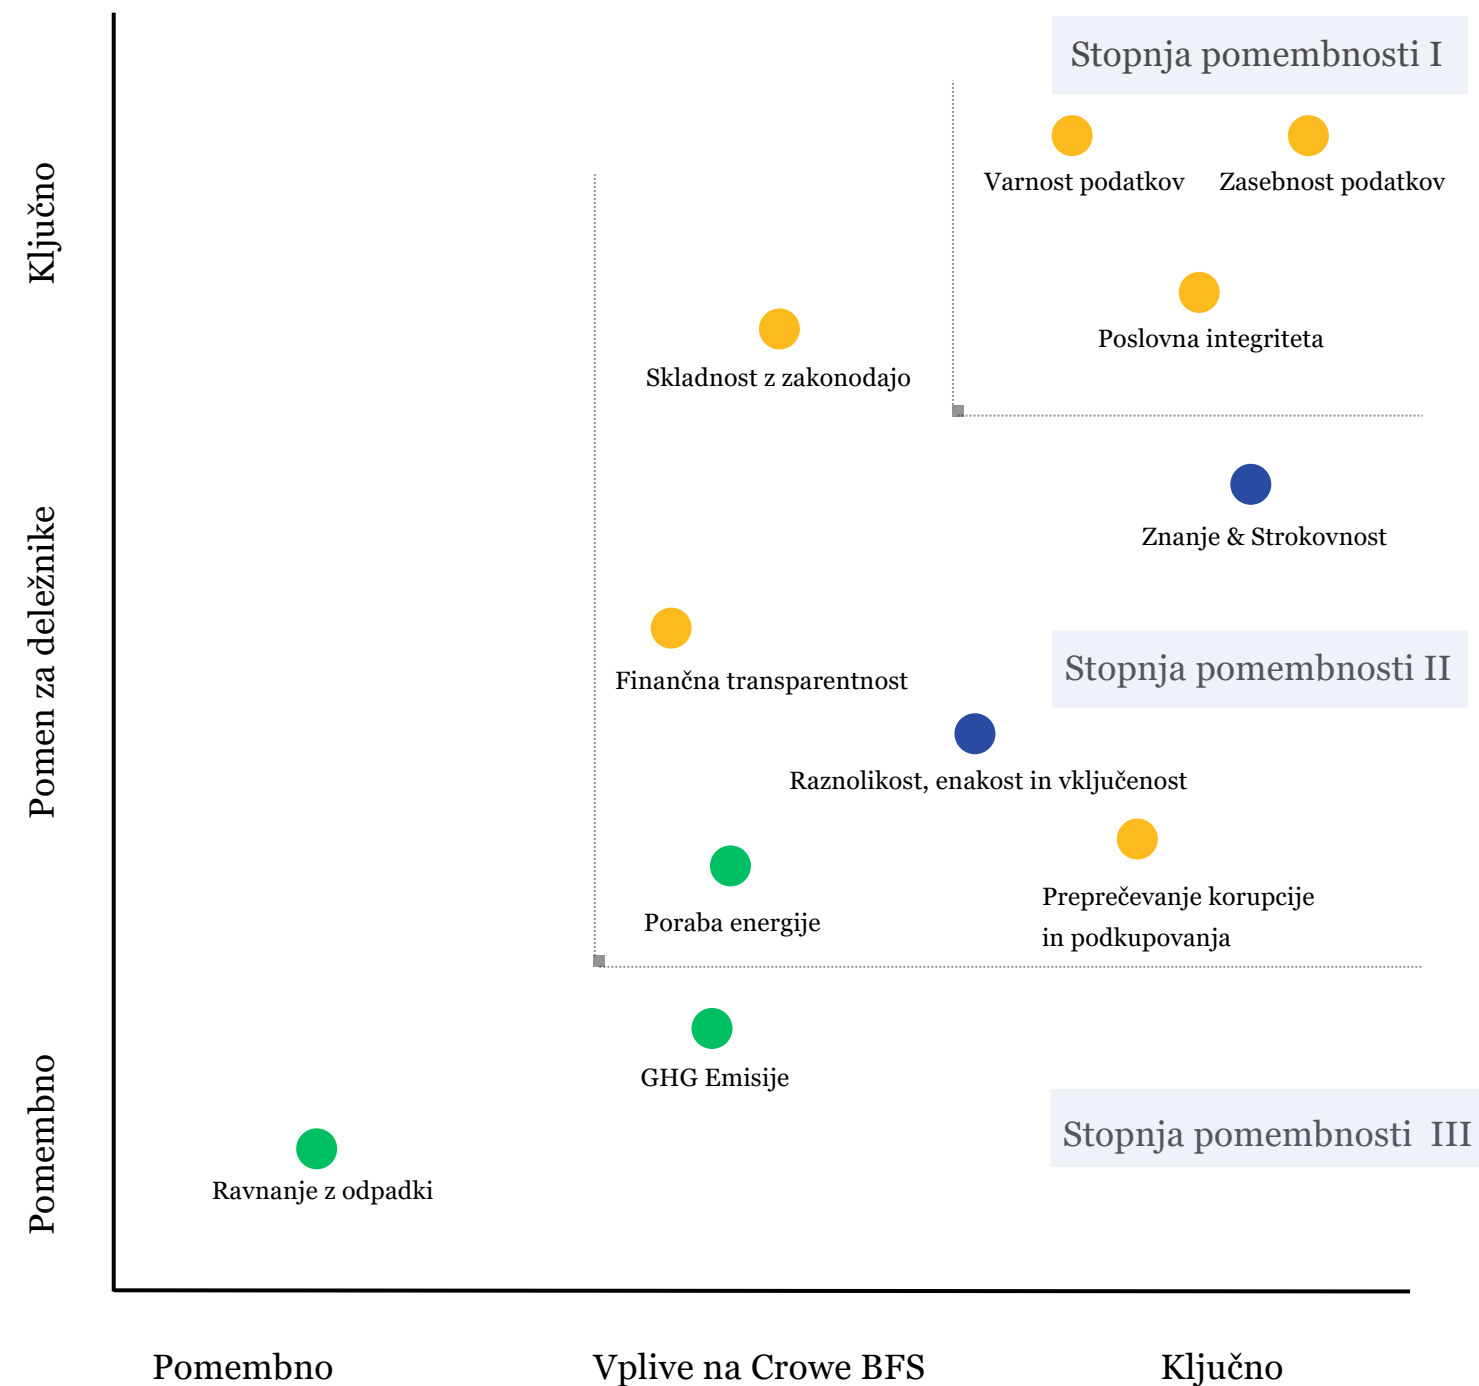 Stopnja pomembnosti I
Varnost podatkov
Zasebnost podatkov
Ključno
Poslovna integriteta
Skladnost z zakonodajo
Znanje & Strokovnost
Pomen za deležnike
Finančna transparentnost
Stopnja pomembnosti II
Raznolikost, enakost in vključenost
Preprečevanje korupcije
in podkupovanja
Poraba energije
GHG Emisije
Pomembno
Stopnja pomembnosti III
Ravnanje z odpadki
Pomembno
Vplive na Crowe BFS
Ključno